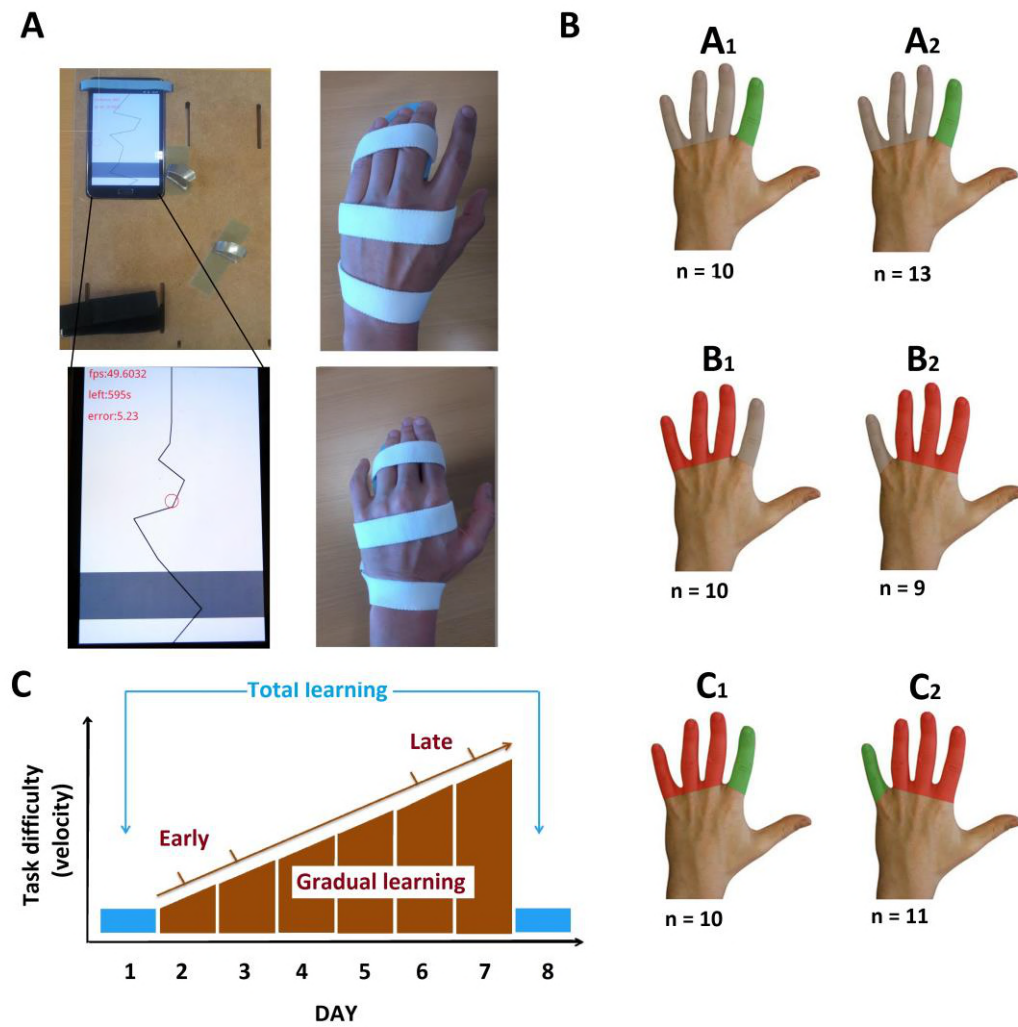 A
fps:49.6032
left:595s
error:5.23
B
A1
n = 10
A2
n = 13
B1
n = 10
B2
n = 9
C1
n = 10
C2
n = 11
C
Total learning
Late
Early
Gradual learning
Task difficulty
(velocity)
1 2 3 4 5 6 7 8
DAY